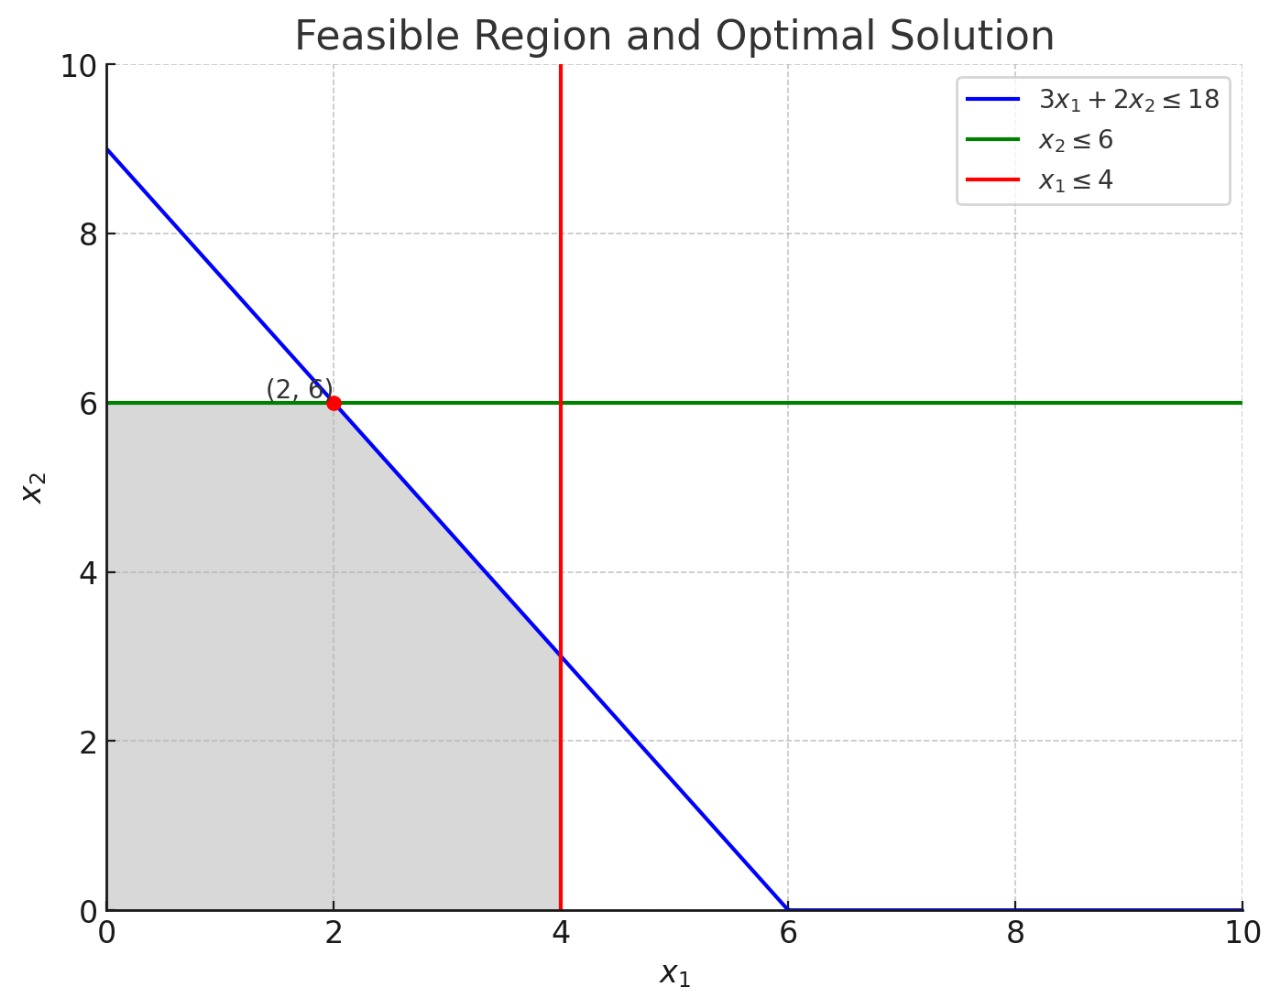 Feasible Region and Optimal Solution
10
8
6
4
2
0
x₂
(2, 6)
3x₁ + 2x₂ ≤ 18
x₂ ≤ 6
x₁ ≤ 4
0 2 4 6 8 10
x₁